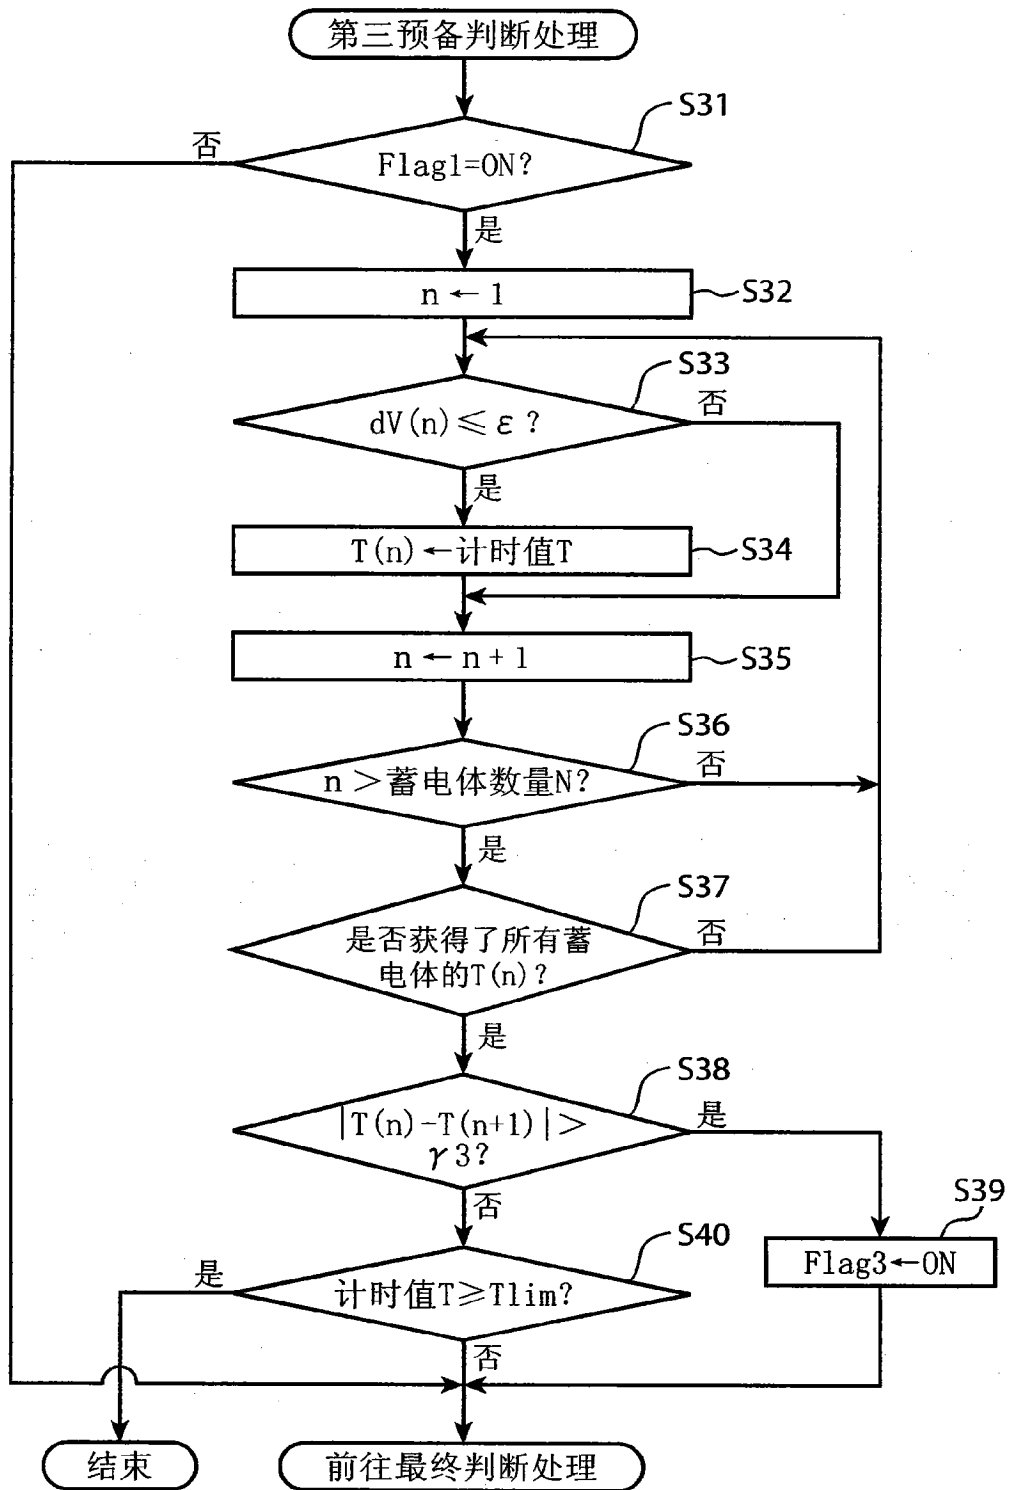 第三预备判断处理
S31
否
Flag1=ON?
是
n←1
S32
S33
否
dV(n)≤ε?
是
T(n)←计时值T
S34
n←n+1
S35
S36
否
n>蓄电体数量N?
是
S37
否
是否获得了所有蓄
电体的T(n)?
是
S38
是
|T(n)-T(n+1)|>
γ3?
否
S39
Flag3←ON
S40
是
计时值T≥Tlim?
否
结束
前往最终判断处理